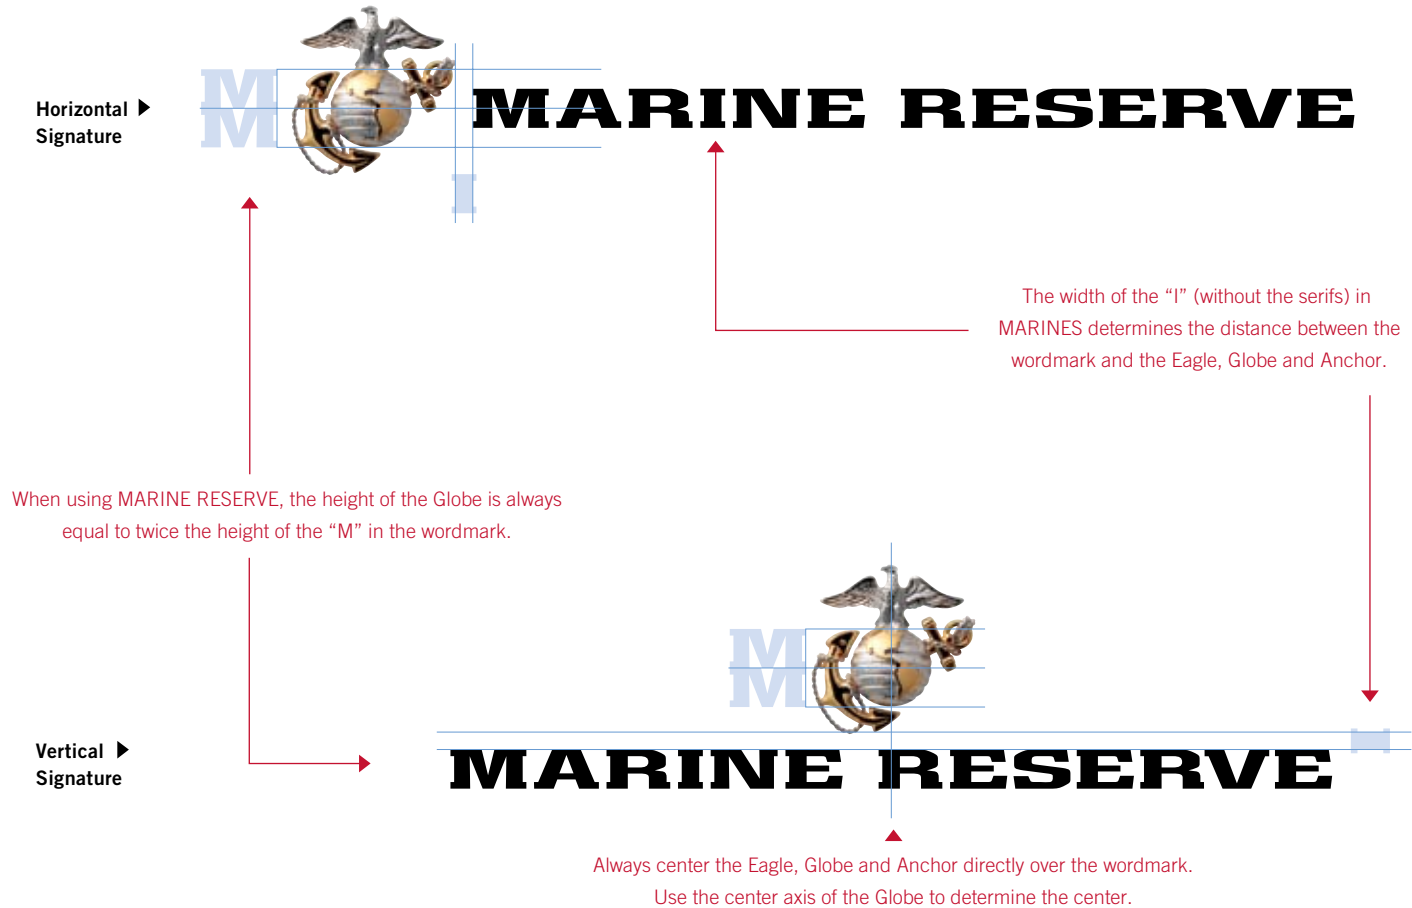 Horizontal
Signature
M
M
MARINE RESERVE
I
The width of the “I” (without the serifs) in
MARINES determines the distance between the
wordmark and the Eagle, Globe and Anchor.
When using MARINE RESERVE, the height of the Globe is always
equal to twice the height of the “M” in the wordmark.
M
M
I
Vertical
Signature
MARINE RESERVE
Always center the Eagle, Globe and Anchor directly over the wordmark.
Use the center axis of the Globe to determine the center.